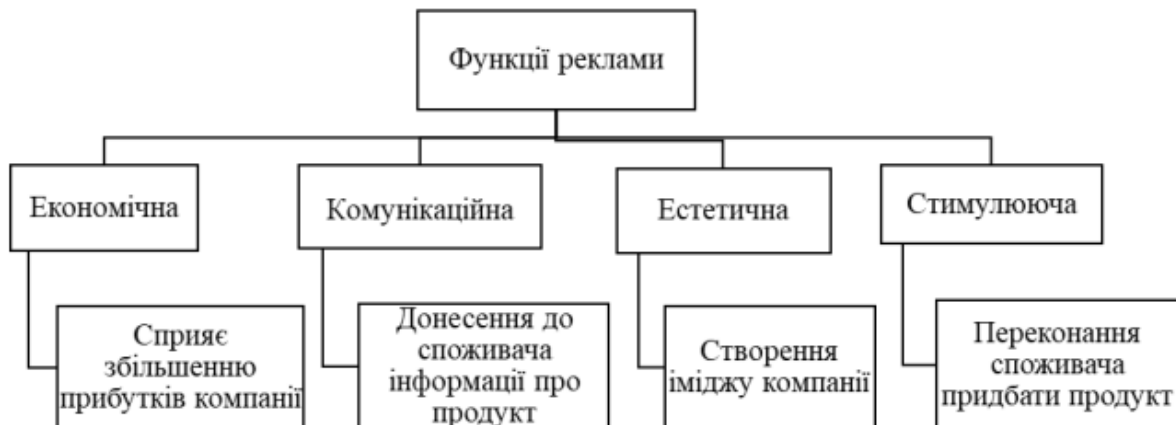 Функції реклами
Економічна
Комунікаційна
Естетична
Стимулююча
Сприяє
збільшенню
прибутків компанії
Донесення до
споживача
інформації про
продукт
Створення
іміджу компанії
Переконання
споживача
придбати продукт